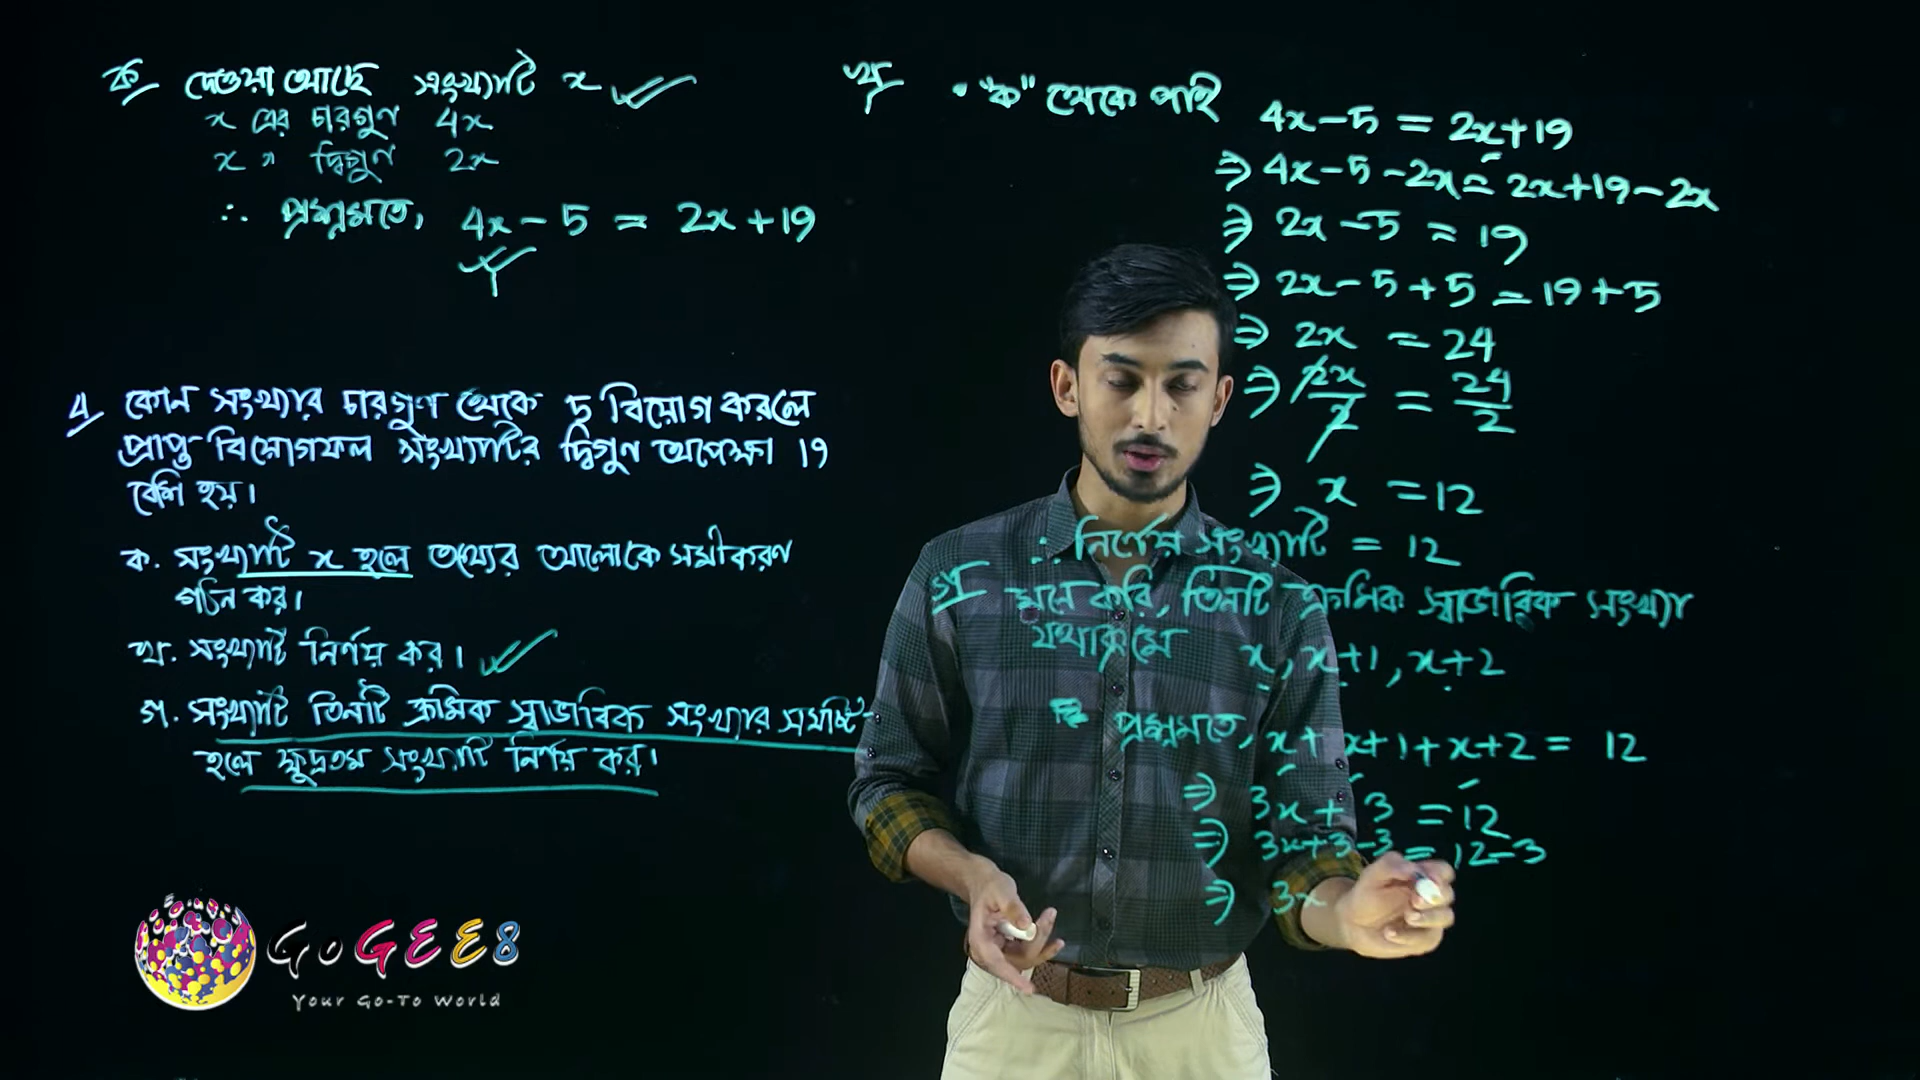 ক দেওয়া আছে সংখ্যাটি x
x এর চারগুণ 4x
x " দ্বিগুণ 2x
∴ প্রশ্নমতে, 4x - 5 = 2x + 19
৭ কোন সংখ্যার চারগুণ থেকে ৫ বিয়োগ করলে
প্রাপ্ত বিয়োগফল সংখ্যাটির দ্বিগুণ অপেক্ষা ১৯
বেশি হয়।
ক. সংখ্যাটি x হলে তথ্যের আলোকে সমীকরণ
গঠন কর।
খ. সংখ্যাটি নির্ণয় কর।
গ. সংখ্যাটি তিনটি ক্রমিক স্বাভাবিক সংখ্যার সমষ্টি
হলে ক্ষুদ্রতম সংখ্যাটি নির্ণয় কর।
খ "ক" থেকে পাই
4x - 5 = 2x + 19
⇒ 4x - 5 - 2x = 2x + 19 - 2x
⇒ 2x - 5 = 19
⇒ 2x - 5 + 5 = 19 + 5
⇒ 2x = 24
⇒ 2x/2 = 24/2
⇒ x = 12
∴ নির্ণেয় সংখ্যাটি = 12
গ মনে করি, তিনটি ক্রমিক স্বাভাবিক সংখ্যা
যথাক্রমে x, x+1, x+2
প্রশ্নমতে, x + x+1 + x+2 = 12
⇒ 3x + 3 = 12
⇒ 3x + 3 - 3 = 12 - 3
⇒ 3x
GOGEE8
Your Go-To World